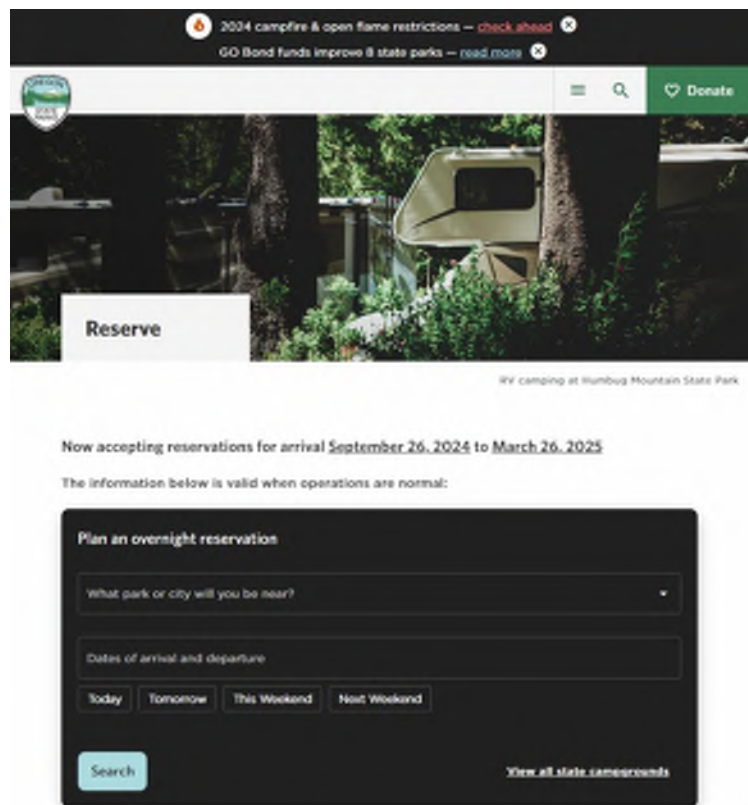 2024 campfire & open flame restrictions — check ahead
GO Bond funds improve 8 state parks — read more
OREGON
STATE
PARKS
Donate
Reserve
RV camping at Humbug Mountain State Park
Now accepting reservations for arrival September 26, 2024 to March 26, 2025
The information below is valid when operations are normal:
Plan an overnight reservation
What park or city will you be near?
Dates of arrival and departure
Today Tomorrow This Weekend Next Weekend
Search View all state campgrounds